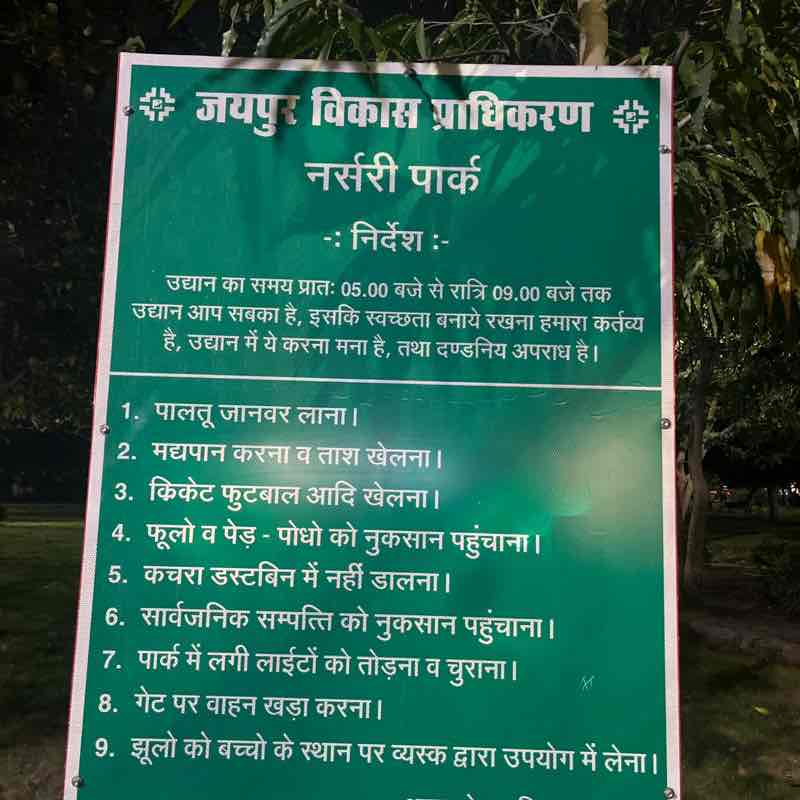 जयपुर विकास प्राधिकरण
नर्सरी पार्क
-: निर्देश :-
उद्यान का समय प्रातः 05.00 बजे से रात्रि 09.00 बजे तक
उद्यान आप सबका है, इसकि स्वच्छता बनाये रखना हमारा कर्तव्य
है, उद्यान में ये करना मना है, तथा दण्डनिय अपराध है।
1. पालतू जानवर लाना।
2. मद्यपान करना व ताश खेलना।
3. किकेट फुटबाल आदि खेलना।
4. फूलो व पेड़ - पोधो को नुकसान पहुंचाना।
5. कचरा डस्टबिन में नहीं डालना।
6. सार्वजनिक सम्पत्ति को नुकसान पहुंचाना।
7. पार्क में लगी लाईटों को तोड़ना व चुराना।
8. गेट पर वाहन खड़ा करना।
9. झूलो को बच्चो के स्थान पर व्यस्क द्वारा उपयोग में लेना।